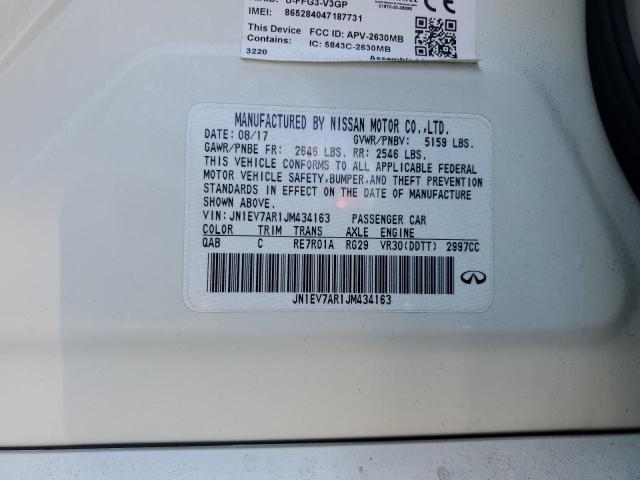 U-FFG3-V3GP
IMEI: 865284047187731
This Device FCC ID: APV-2630MB
Contains: IC: 5843C-2630MB
3220
MANUFACTURED BY NISSAN MOTOR CO.,LTD.
DATE: 08/17 GVWR/PNBV: 5159 LBS.
GAWR/PNBE FR: 2646 LBS. RR: 2546 LBS.
THIS VEHICLE CONFORMS TO ALL APPLICABLE FEDERAL
MOTOR VEHICLE SAFETY,BUMPER,AND THEFT PREVENTION
STANDARDS IN EFFECT ON THE DATE OF MANUFACTURE
SHOWN ABOVE.
VIN: JN1EV7AR1JM434163 PASSENGER CAR
COLOR TRIM TRANS AXLE ENGINE
QAB C RE7R01A RG29 VR30(DDTT) 2997CC
JN1EV7AR1JM434163